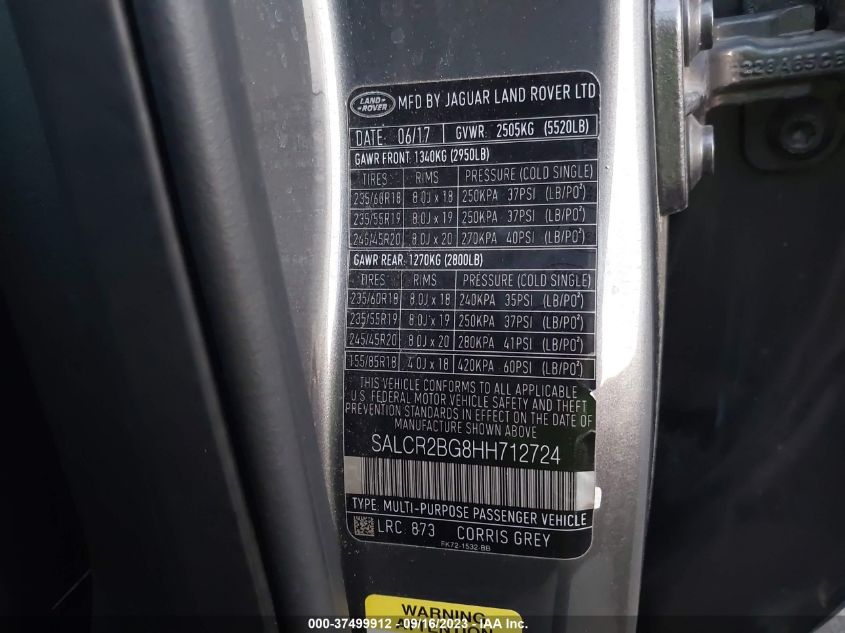 228A65GB
LAND-
ROVER
MFD BY JAGUAR LAND ROVER LTD
DATE: 06/17 GVWR: 2505KG (5520LB)
GAWR FRONT: 1340KG (2950LB)
TIRES RIMS PRESSURE (COLD SINGLE)
235/60R18 8.0J x 18 250KPA 37PSI (LB/PO²)
235/55R19 8.0J x 19 250KPA 37PSI (LB/PO²)
245/45R20 8.0J x 20 270KPA 40PSI (LB/PO²)
GAWR REAR: 1270KG (2800LB)
TIRES RIMS PRESSURE (COLD SINGLE)
235/60R18 8.0J x 18 240KPA 35PSI (LB/PO²)
235/55R19 8.0J x 19 250KPA 37PSI (LB/PO²)
245/45R20 8.0J x 20 280KPA 41PSI (LB/PO²)
155/85R18 4.0J x 18 420KPA 60PSI (LB/PO²)
THIS VEHICLE CONFORMS TO ALL APPLICABLE
U.S. FEDERAL MOTOR VEHICLE SAFETY AND THEFT
PREVENTION STANDARDS IN EFFECT ON THE DATE OF
MANUFACTURE SHOWN ABOVE
SALCR2BG8HH712724
TYPE: MULTI-PURPOSE PASSENGER VEHICLE
LRC: 873 CORRIS GREY
FK72-1532-BB
WARNING
000-37499912 - 09/16/2023 - 00:00:00